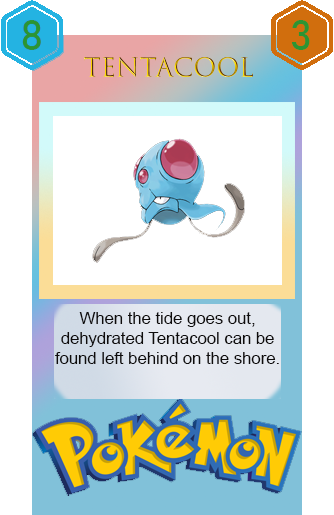 8
3
TENTACOOL
When the tide goes out,
dehydrated Tentacool can be
found left behind on the shore.
POKéMON